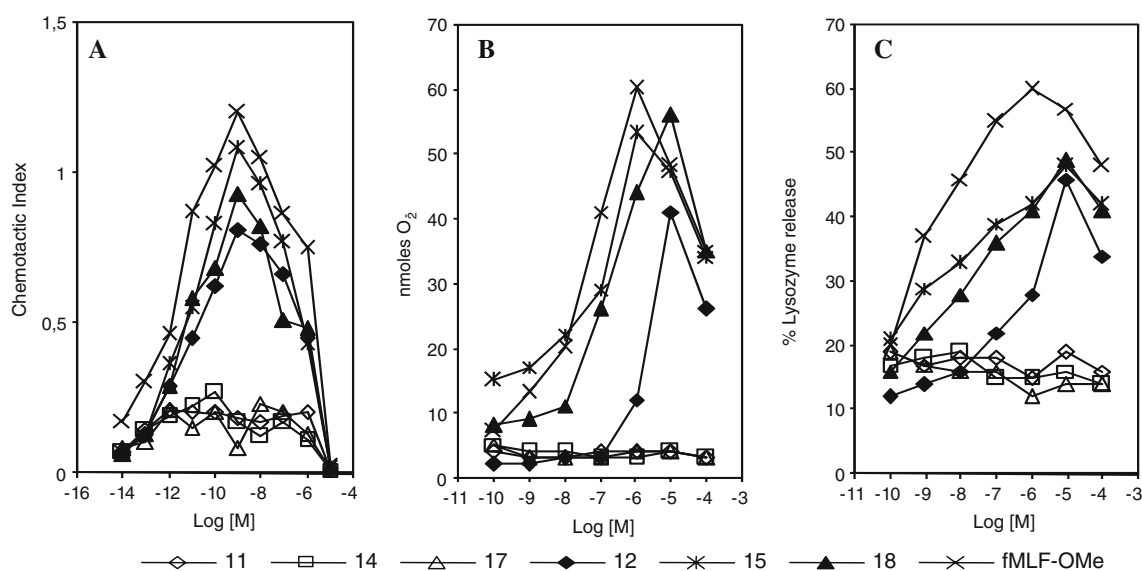 A
Chemotactic Index
1,5
1
0,5
0
-16 -14 -12 -10 -8 -6 -4
Log [M]
B
nmoles O₂
70
60
50
40
30
20
10
0
-11 -10 -9 -8 -7 -6 -5 -4 -3
Log [M]
C
% Lysozyme release
70
60
50
40
30
20
10
0
-11 -10 -9 -8 -7 -6 -5 -4 -3
Log [M]
11 14 17 12 15 18 fMLF-OMe